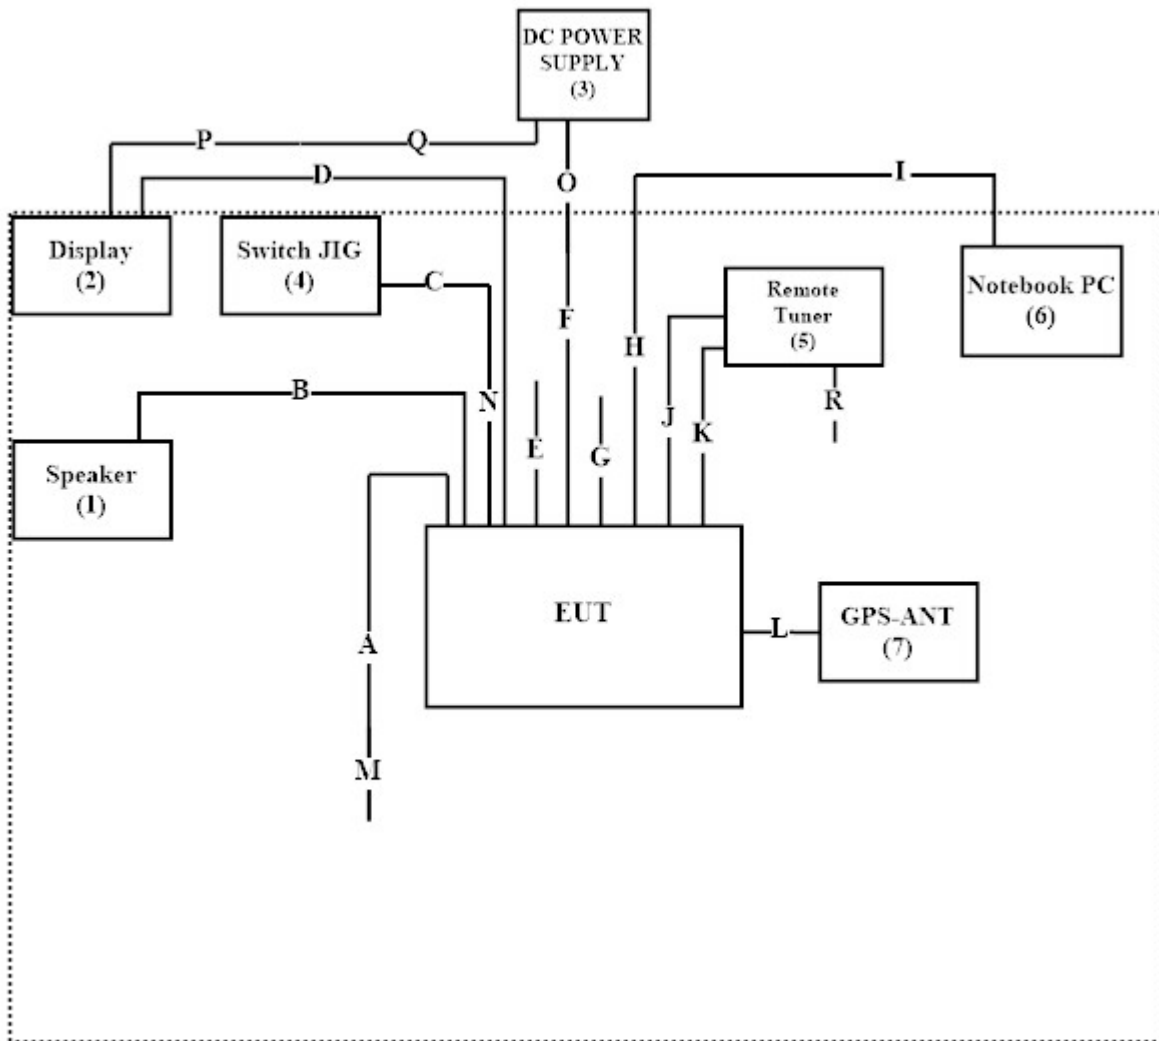 DC POWER
SUPPLY
(3)
P
Q
D
O
I
Display
(2)
Switch JIG
(4)
C
Remote
Tuner
(5)
Notebook PC
(6)
F
H
B
N
J
K
R
E
G
Speaker
(1)
EUT
A
L
GPS-ANT
(7)
M